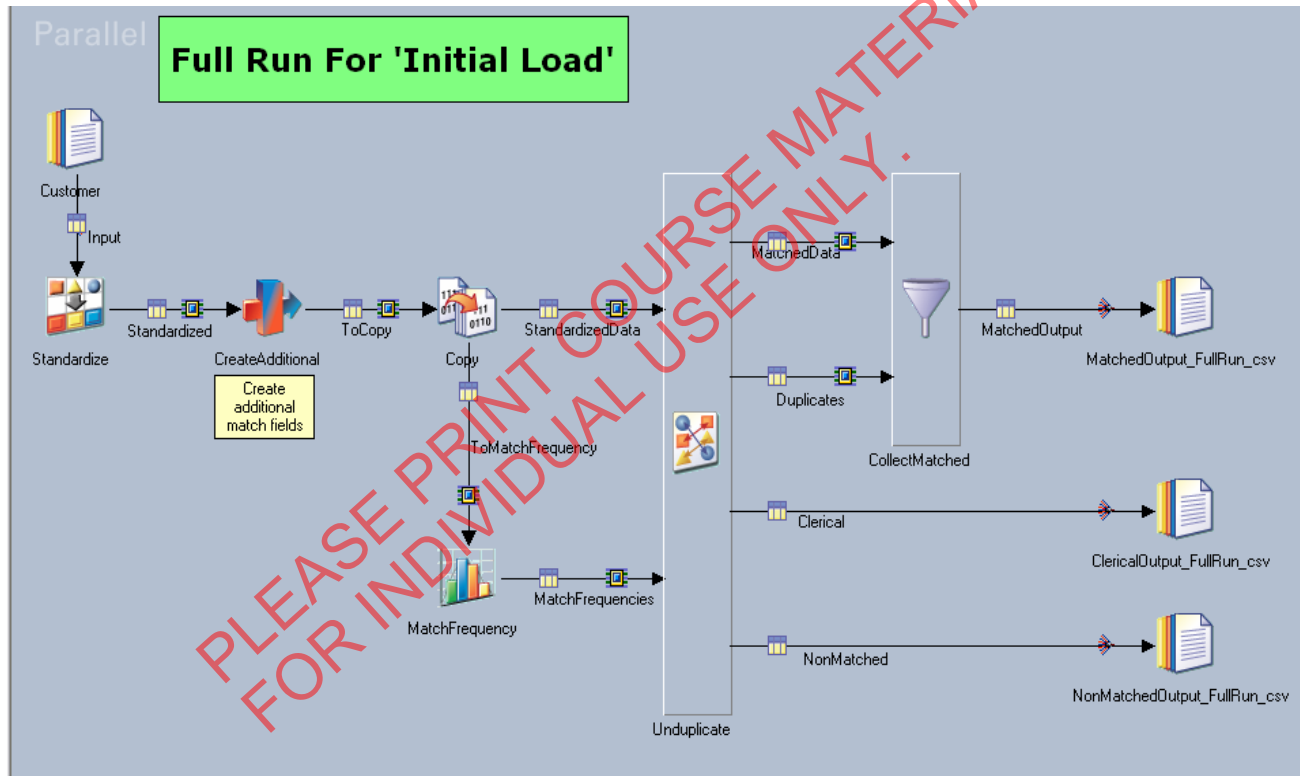 Parallel
Full Run For 'Initial Load'
Customer
Input
Standardize
Standardized
CreateAdditional
Create
additional
match fields
ToCopy
Copy
StandardizedData
ToMatchFrequency
MatchFrequency
MatchFrequencies
Unduplicate
MatchedData
Duplicates
CollectMatched
MatchedOutput
MatchedOutput_FullRun_csv
Clerical
ClericalOutput_FullRun_csv
NonMatched
NonMatchedOutput_FullRun_csv
PLEASE PRINT COURSE MATERI
FOR INDIVIDUAL USE ONLY.